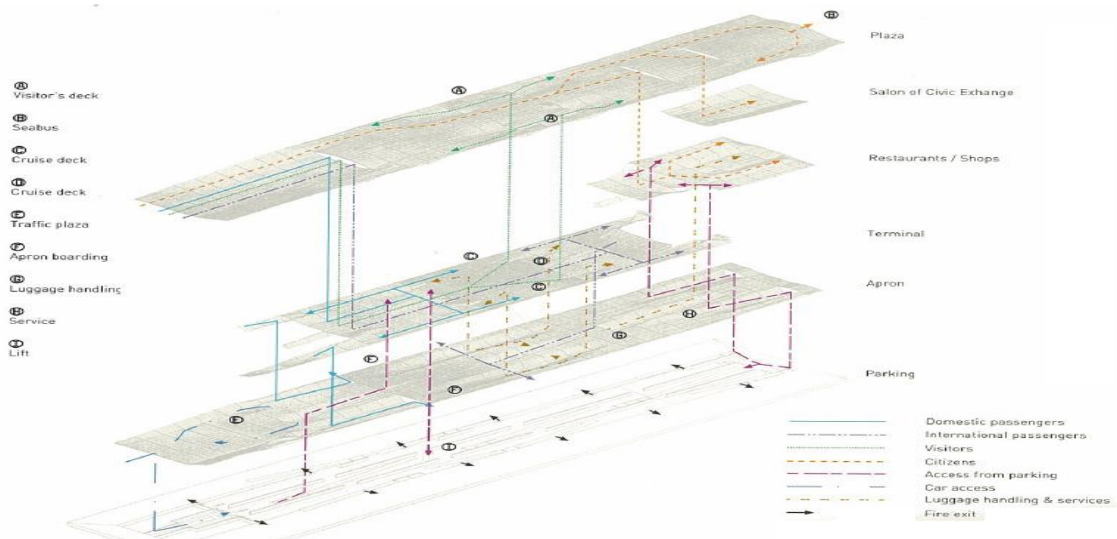 Ⓐ
Visitor's deck
Ⓑ
Seabus
Ⓒ
Cruise deck
Ⓓ
Cruise deck
Ⓔ
Traffic plaza
Ⓕ
Apron boarding
Ⓖ
Luggage handling
Ⓗ
Service
Ⓘ
Lift
Ⓑ
Ⓐ
Ⓐ
Ⓒ
Ⓓ
Ⓒ
Ⓗ
Ⓖ
Ⓕ
Ⓕ
Ⓔ
Ⓘ
Plaza
Salon of Civic Exhange
Restaurants / Shops
Terminal
Apron
Parking
Domestic passengers
International passengers
Visitors
Citizens
Access from parking
Car access
Luggage handling & services
Fire exit